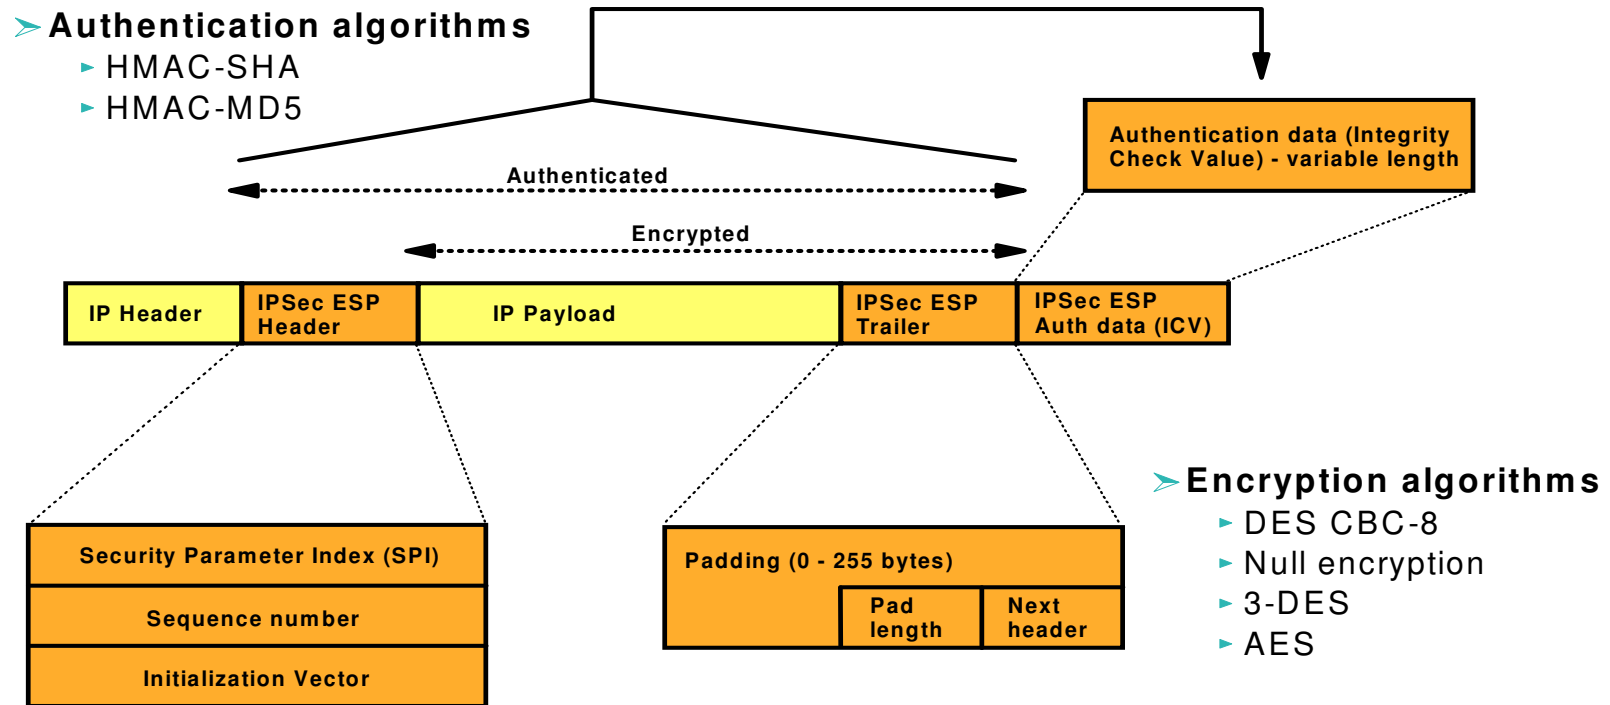 Authentication algorithms
HMAC-SHA
HMAC-MD5
Authentication data (Integrity
Check Value) - variable length
Authenticated
Encrypted
IP Header
IPSec ESP
Header
IP Payload
IPSec ESP
Trailer
IPSec ESP
Auth data (ICV)
Security Parameter Index (SPI)
Sequence number
Initialization Vector
Padding (0 - 255 bytes)
Pad
length
Next
header
Encryption algorithms
DES CBC-8
Null encryption
3-DES
AES